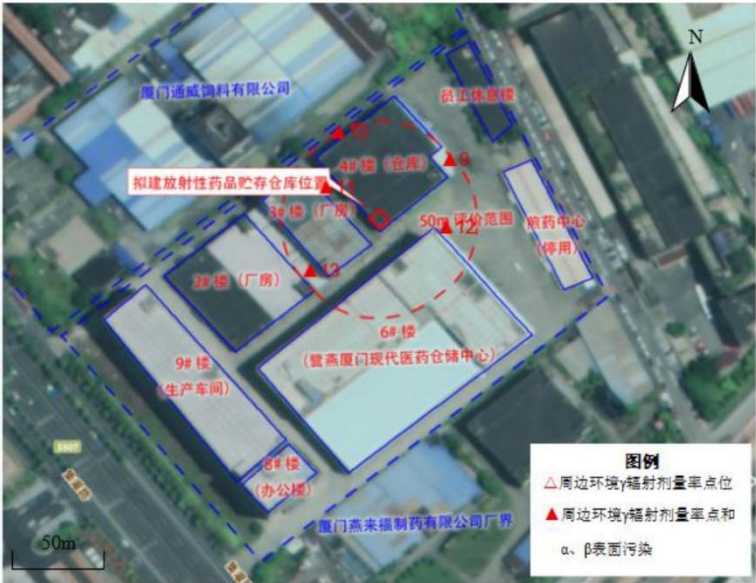 N
厦门通威饲料有限公司
员工休息楼
10
4# 楼（仓库）
9
拟建放射性药品贮存仓库位置
11
3# 楼（厂房）
50m 评价范围
12
煎药中心
（停用）
13
2# 楼（厂房）
6# 楼
（鹭燕厦门现代医药仓储中心）
9# 楼
（生产车间）
8# 楼
（办公楼）
厦门燕来福制药有限公司厂界
50m
图例
周边环境γ辐射剂量率点位
周边环境γ辐射剂量率点和
α、β表面污染